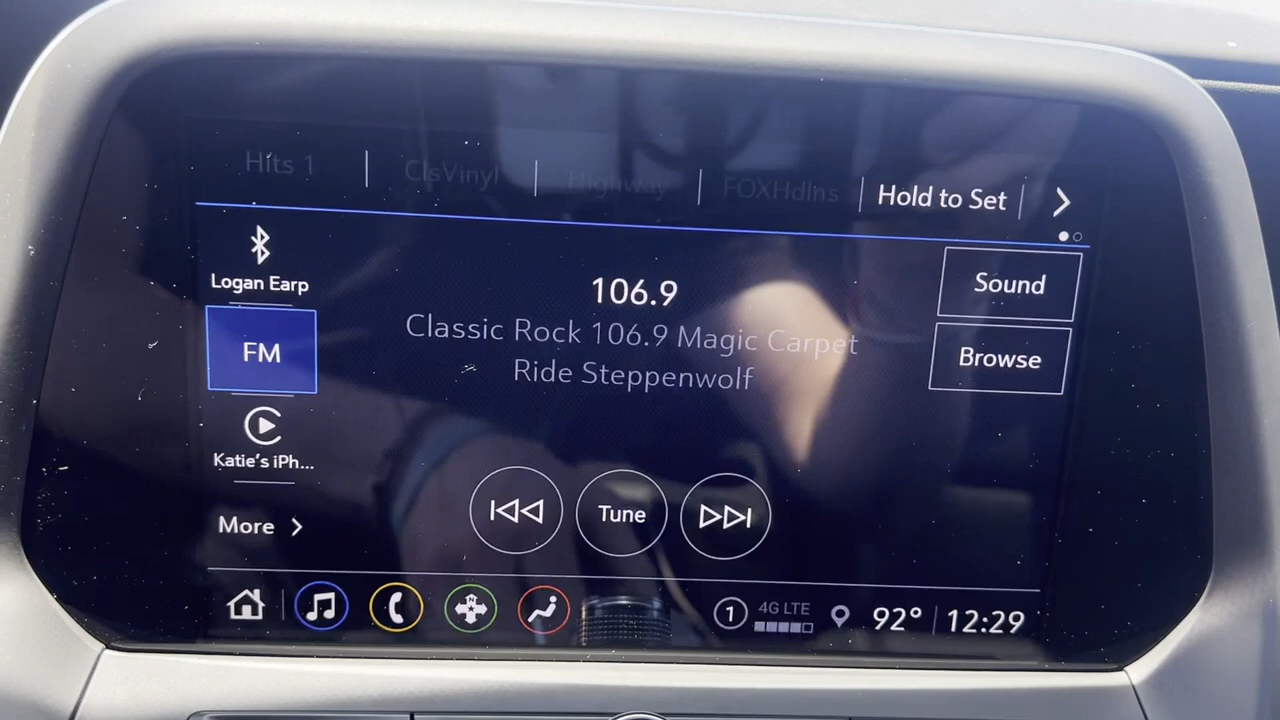 Hits 1
ClsVinyl
Highway
FOXHdlns
Hold to Set
Logan Earp
FM
Katie's iPh...
More
106.9
Classic Rock 106.9 Magic Carpet
Ride Steppenwolf
Sound
Browse
Tune
N
1
4G LTE
92°
12:29